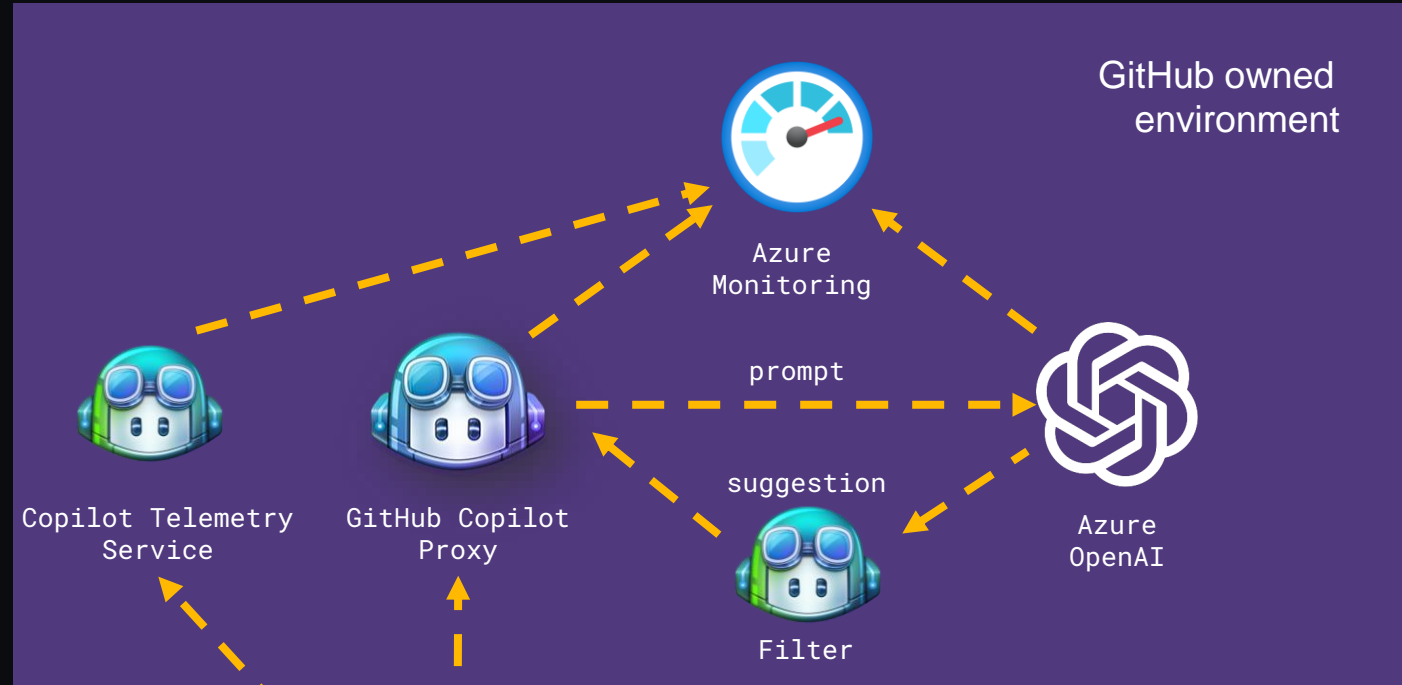 GitHub owned
environment
Azure
Monitoring
prompt
suggestion
Copilot Telemetry
Service
GitHub Copilot
Proxy
Azure
OpenAI
Filter